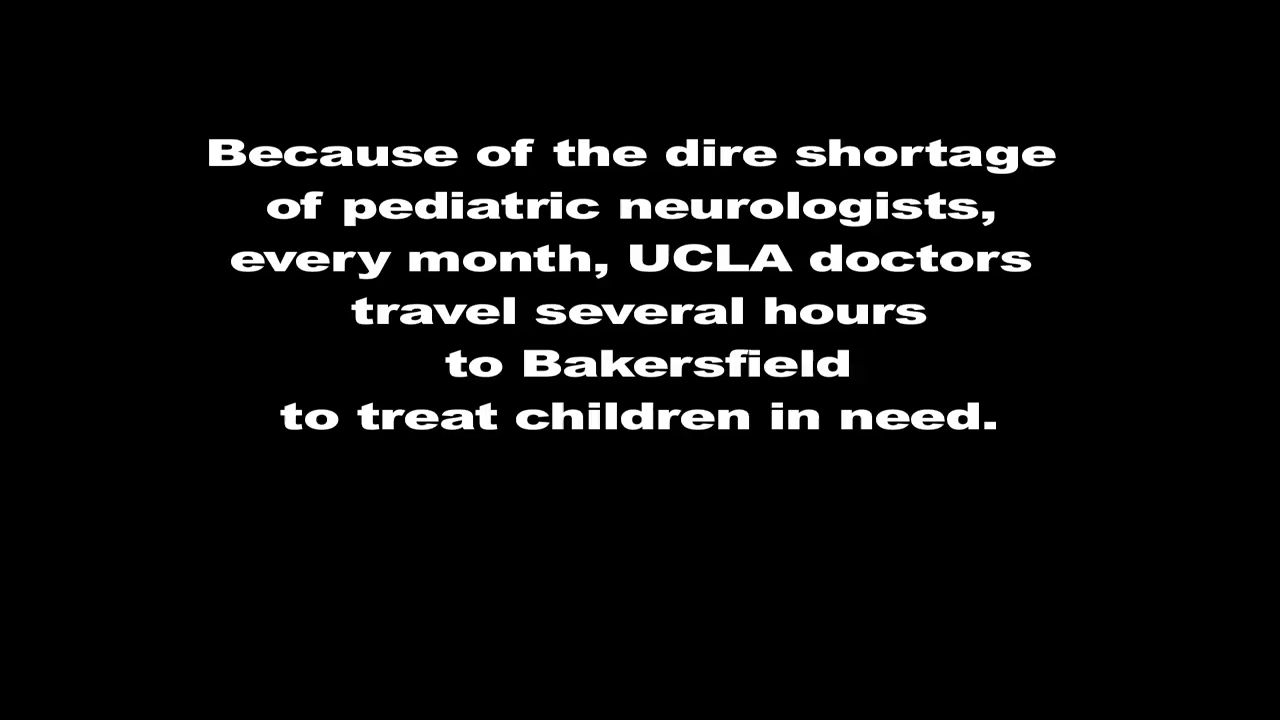 Because of the dire shortage
of pediatric neurologists,
every month, UCLA doctors
travel several hours
to Bakersfield
to treat children in need.